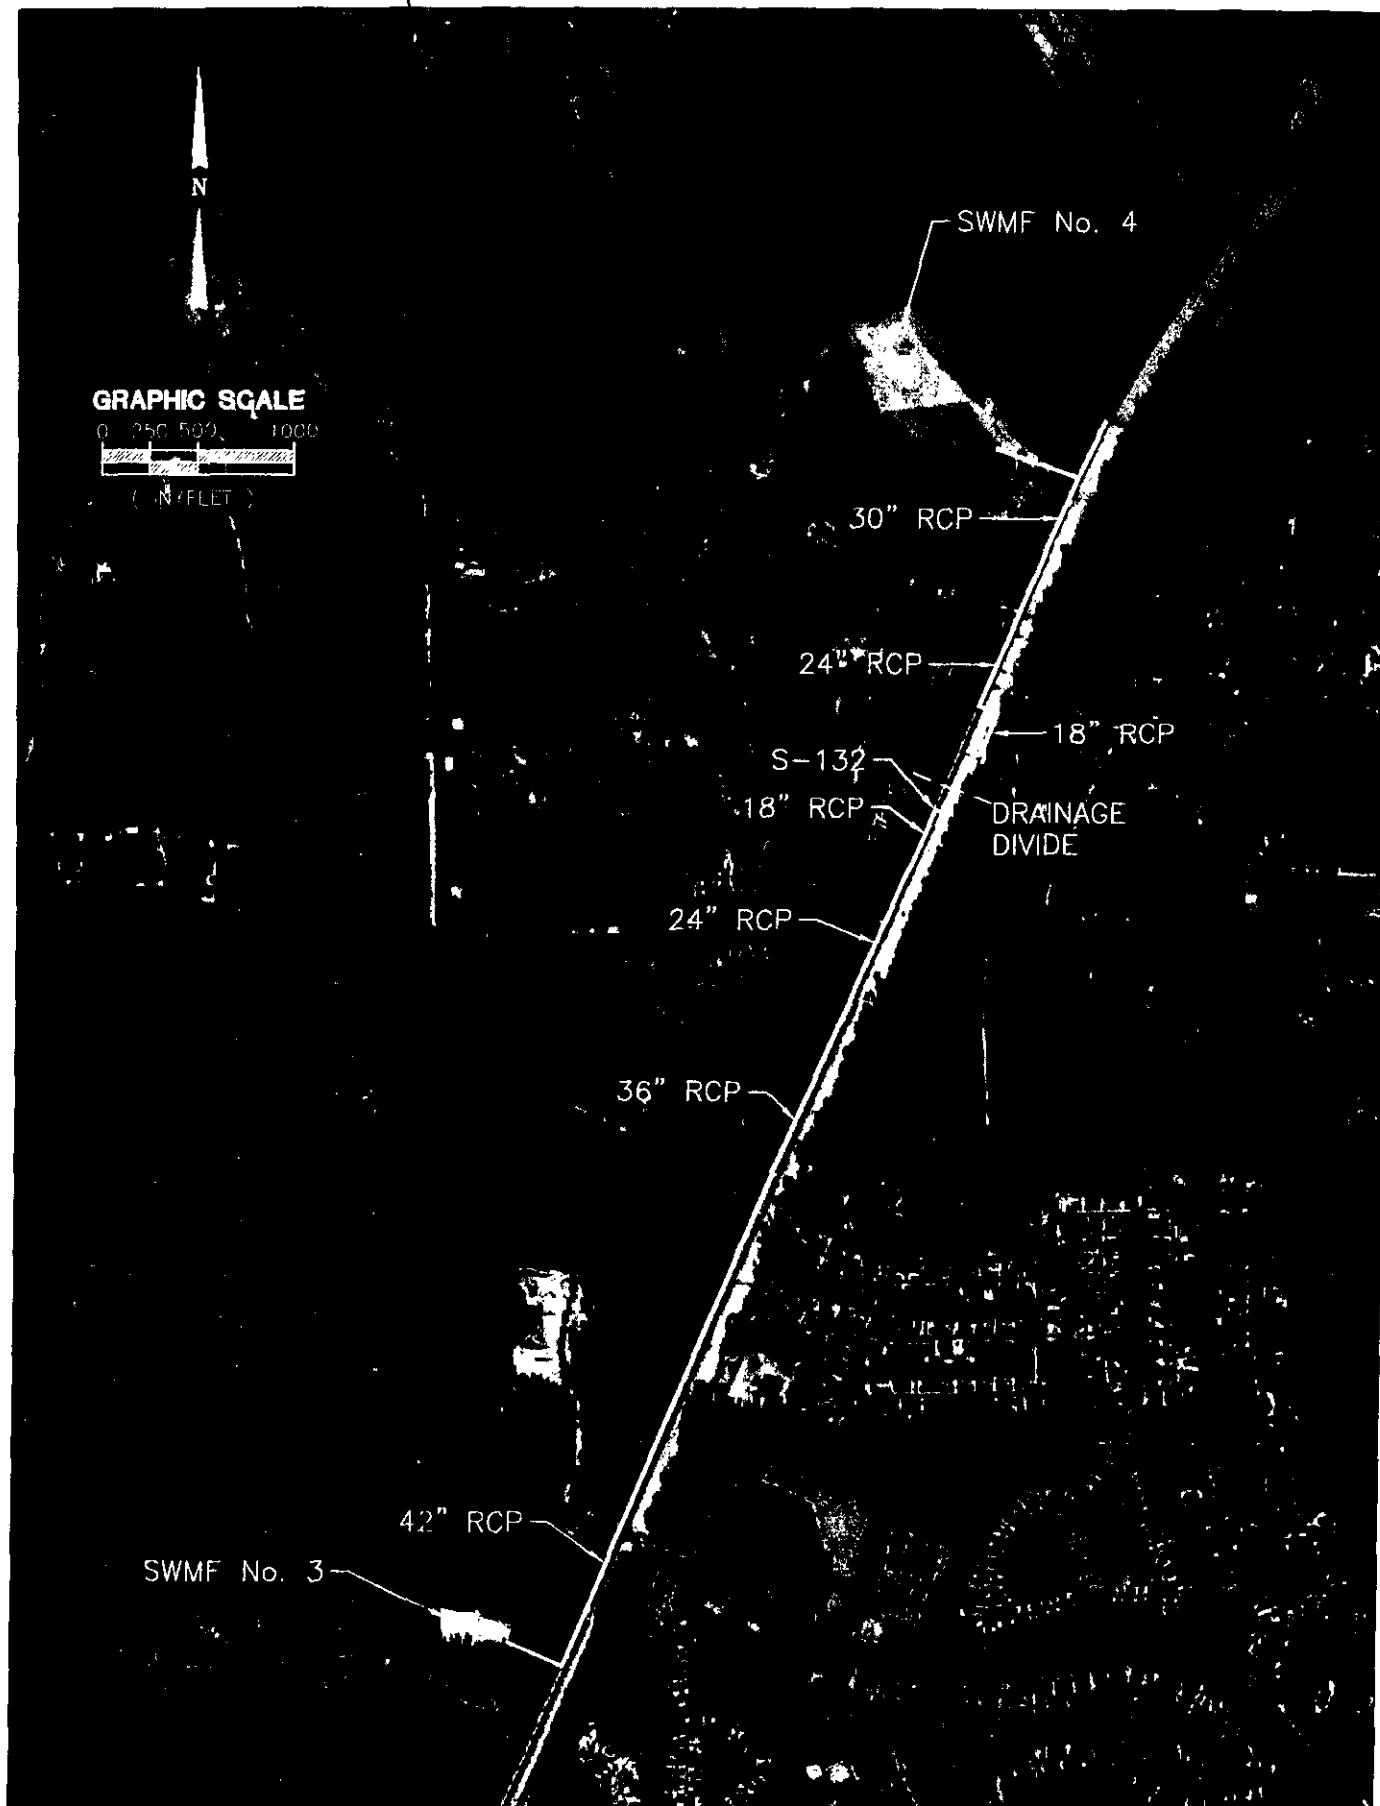 N
SWMF No. 4
GRAPHIC SCALE
0 250 500 1000
30" RCP
24" RCP
18" RCP
S-132
18" RCP
DRAINAGE
DIVIDE
24" RCP
36" RCP
42" RCP
SWMF No. 3